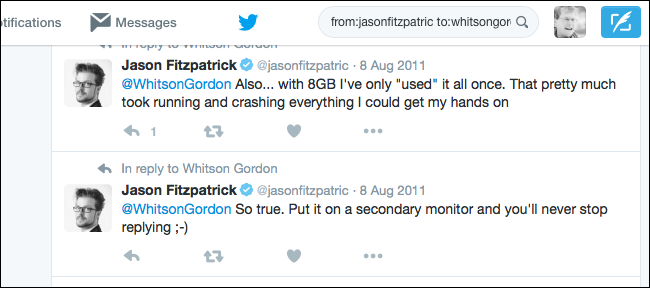 otifications Messages from:jasonfitzpatric to:whitsongor
In reply to Whitson Gordon
Jason Fitzpatrick @jasonfitzpatric · 8 Aug 2011
@WhitsonGordon Also... with 8GB I've only "used" it all once. That pretty much
took running and crashing everything I could get my hands on
1
In reply to Whitson Gordon
Jason Fitzpatrick @jasonfitzpatric · 8 Aug 2011
@WhitsonGordon So true. Put it on a secondary monitor and you'll never stop
replying ;-)